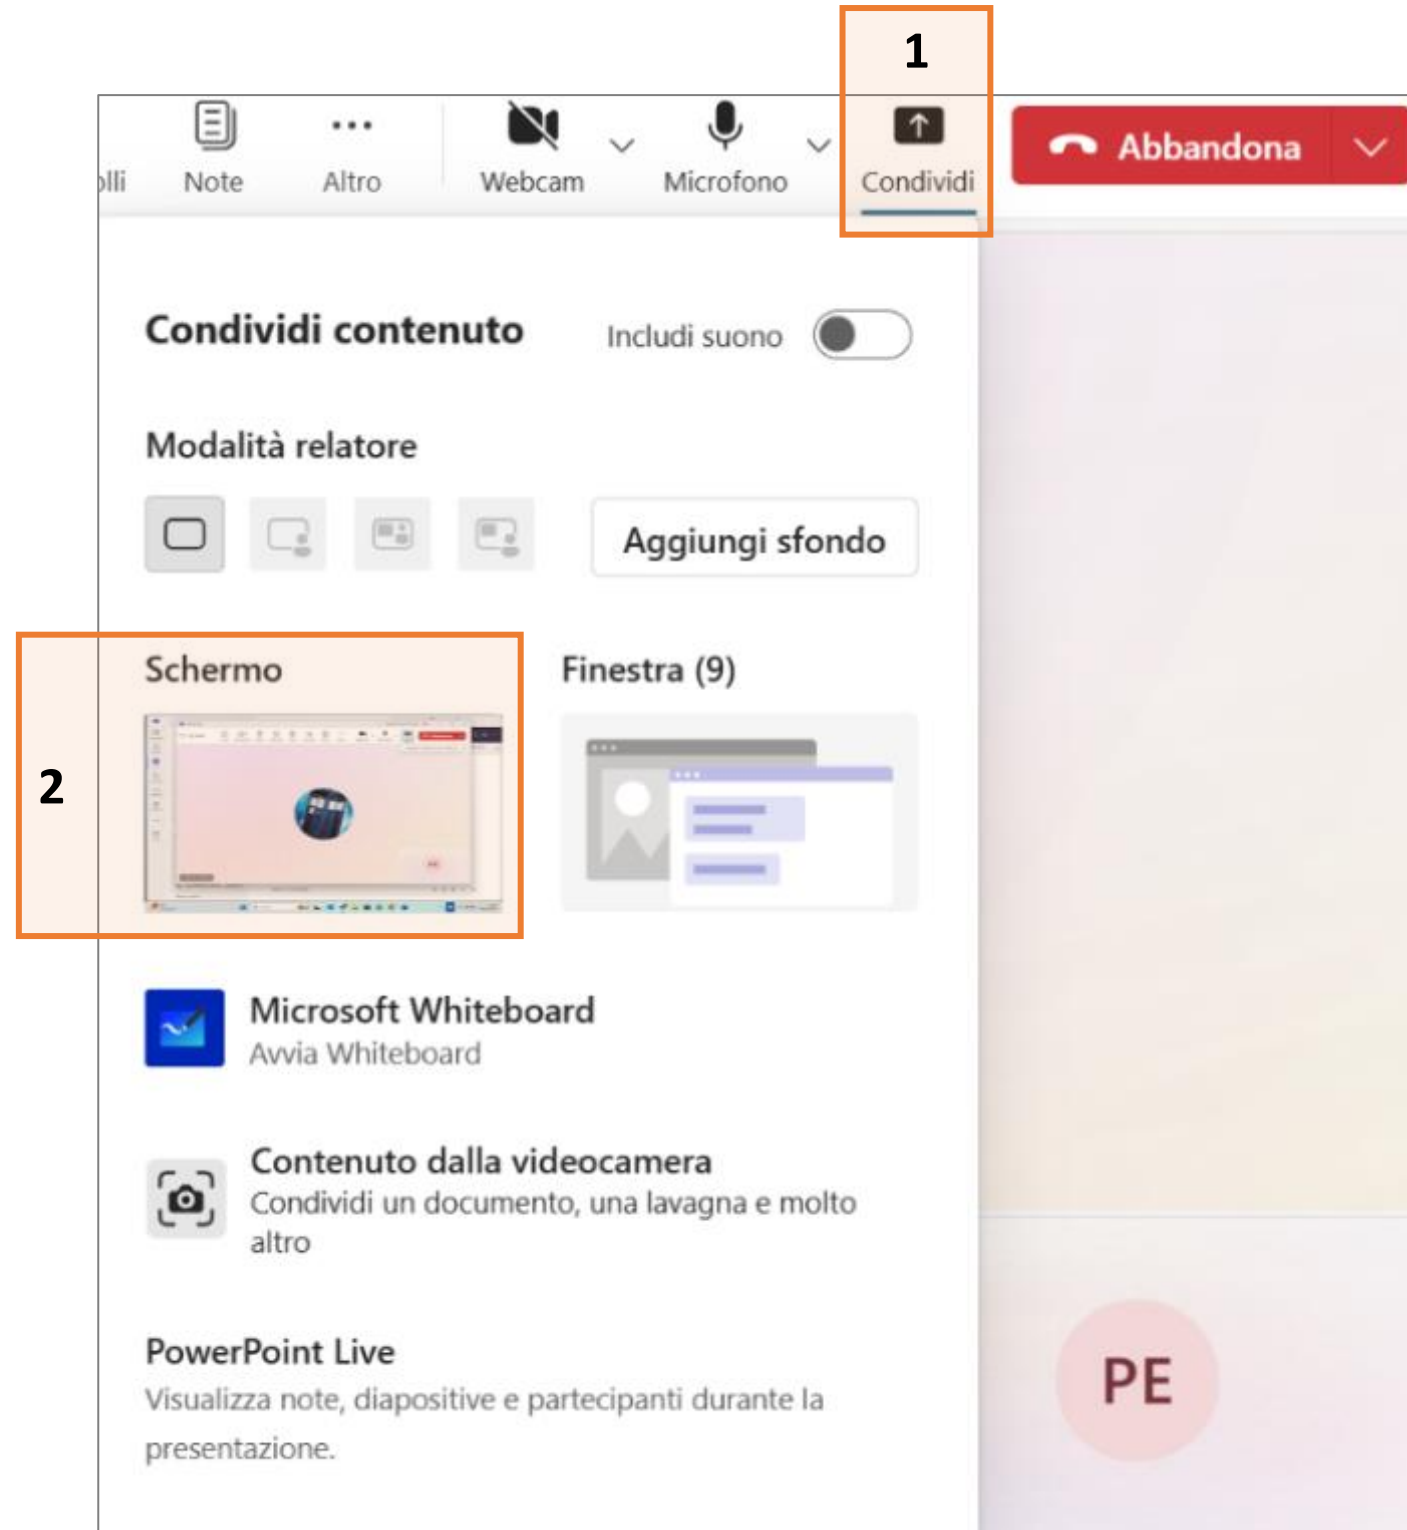 1
olli
Note
Altro
Webcam
Microfono
Condividi
Abbandona
Condividi contenuto
Includi suono
Modalità relatore
Aggiungi sfondo
Schermo
Finestra (9)
2
Microsoft Whiteboard
Avvia Whiteboard
Contenuto dalla videocamera
Condividi un documento, una lavagna e molto
altro
PowerPoint Live
Visualizza note, diapositive e partecipanti durante la
presentazione.
PE